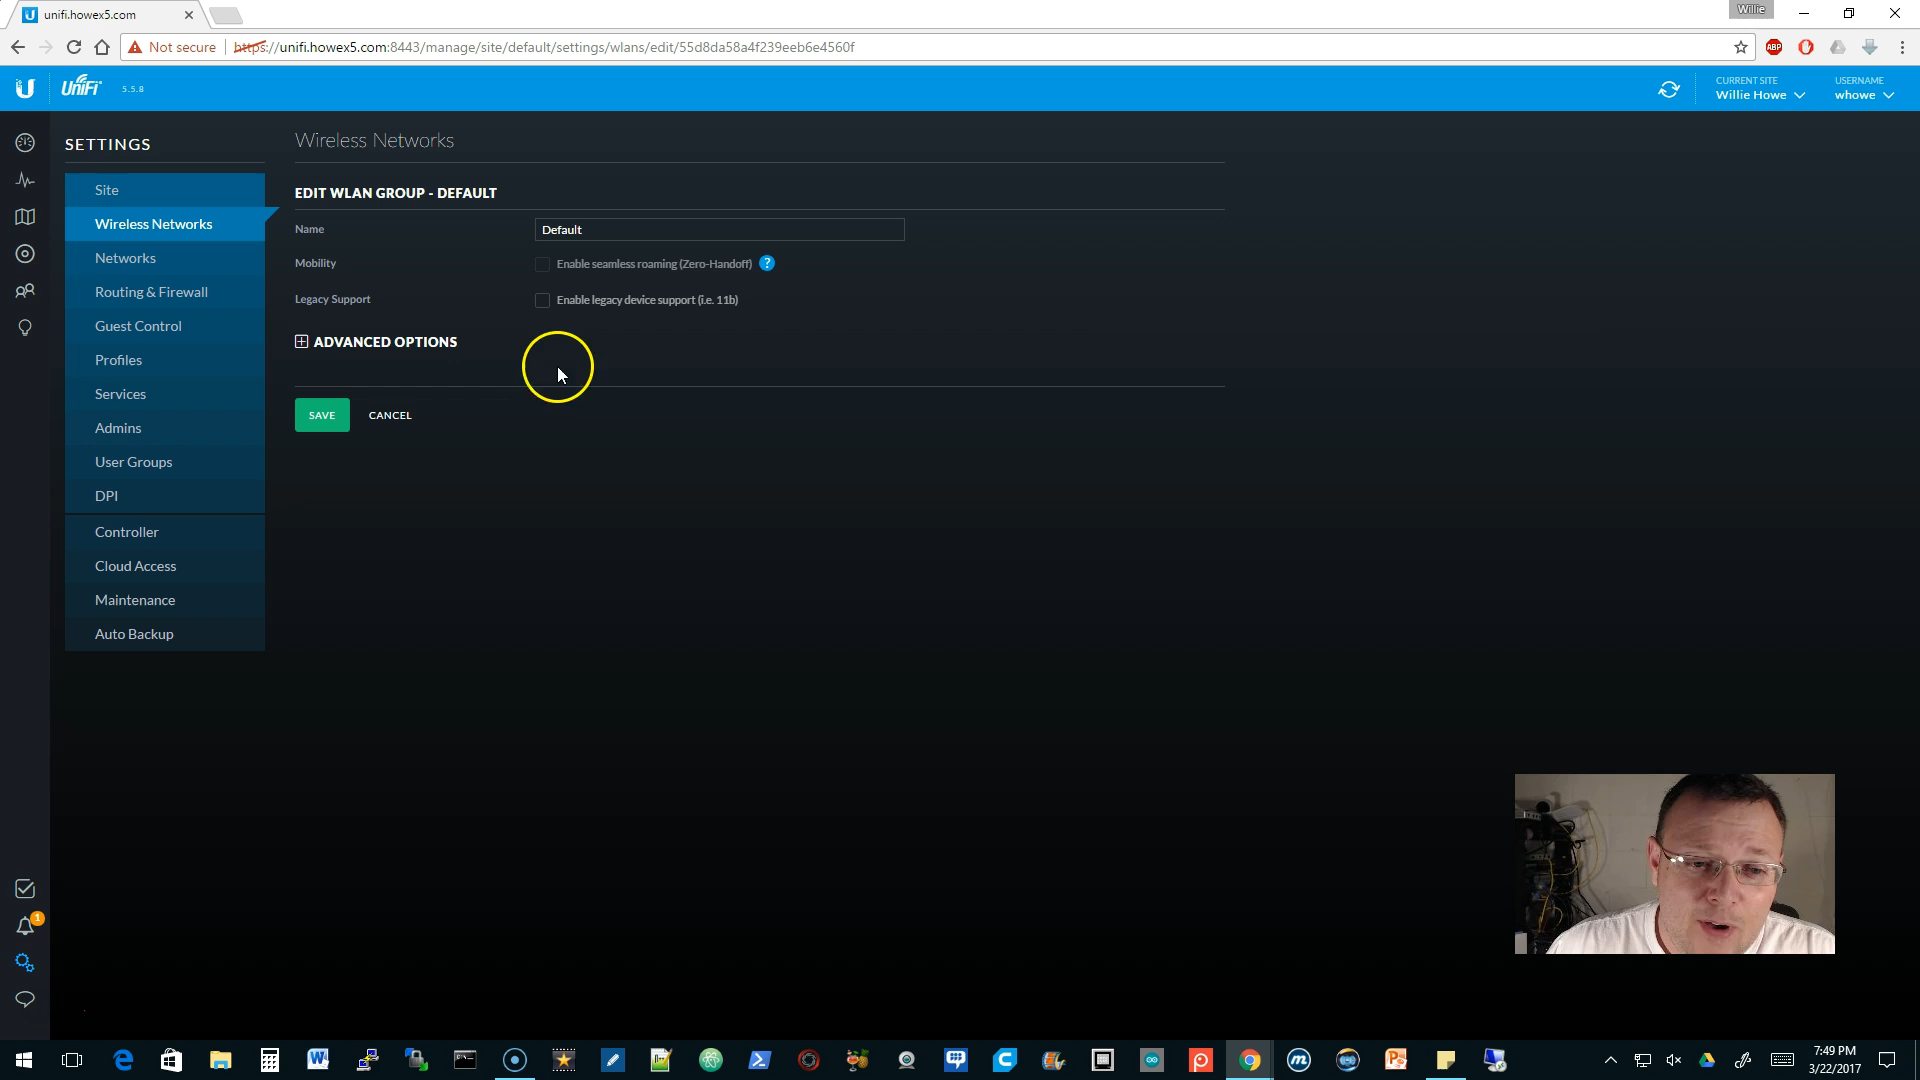 unifi.howex5.com
Willie
Not secure
https://unifi.howex5.com:8443/manage/site/default/settings/wlans/edit/55d8da58a4f239eeb6e4560f
ABP
UniFi
5.5.8
CURRENT SITE
Willie Howe
USERNAME
whowe
SETTINGS
Site
Wireless Networks
Networks
Routing & Firewall
Guest Control
Profiles
Services
Admins
User Groups
DPI
Controller
Cloud Access
Maintenance
Auto Backup
Wireless Networks
EDIT WLAN GROUP - DEFAULT
Name
Default
Mobility
Enable seamless roaming (Zero-Handoff) ?
Legacy Support
Enable legacy device support (i.e. 11b)
ADVANCED OPTIONS
SAVE
CANCEL
1
7:49 PM
3/22/2017